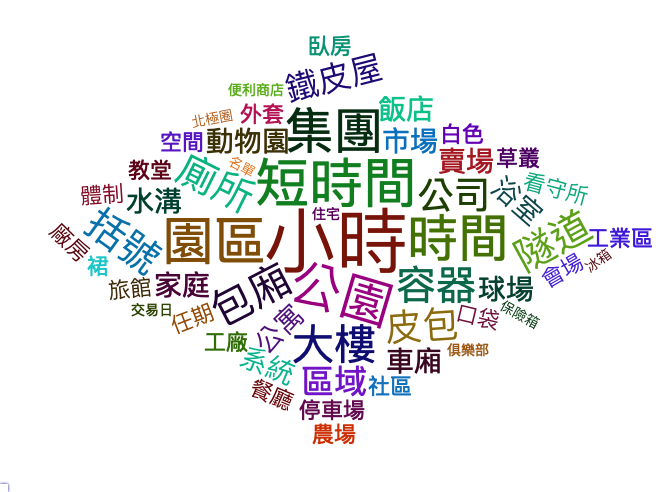 臥房
鐵皮屋
便利商店
北極圈
外套
集團
飯店
空間
動物園
市場
白色
名單
教堂
廁所
短時間
賣場
草叢
體制
水溝
公司
浴室
看守所
住宅
廠房
括號
園區
小時
時間
隧道
工業區
裙
會場
冰箱
旅館
家庭
包廂
公園
容器
球場
交易日
任期
公寓
皮包
口袋
保險箱
工廠
大樓
系統
車廂
俱樂部
餐廳
區域
社區
停車場
農場